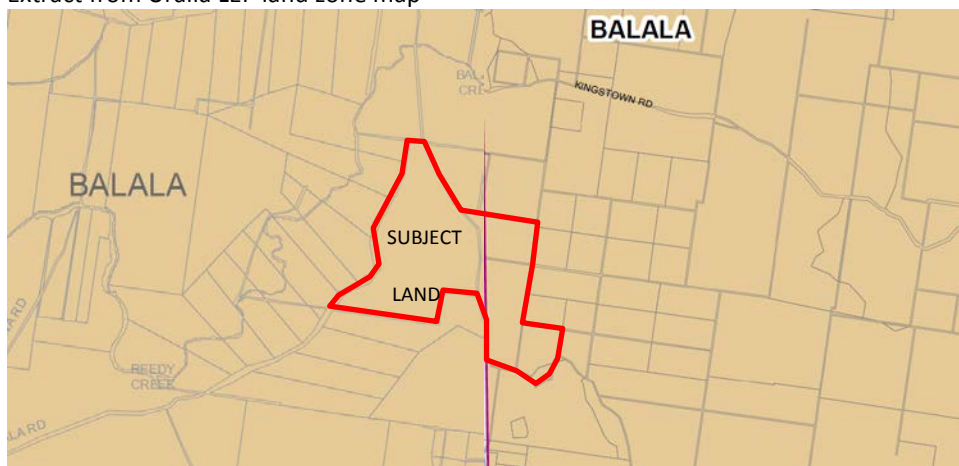 BALALA
KINGSTOWN RD
BALALA
SUBJECT
LAND
REEDY
CREEK